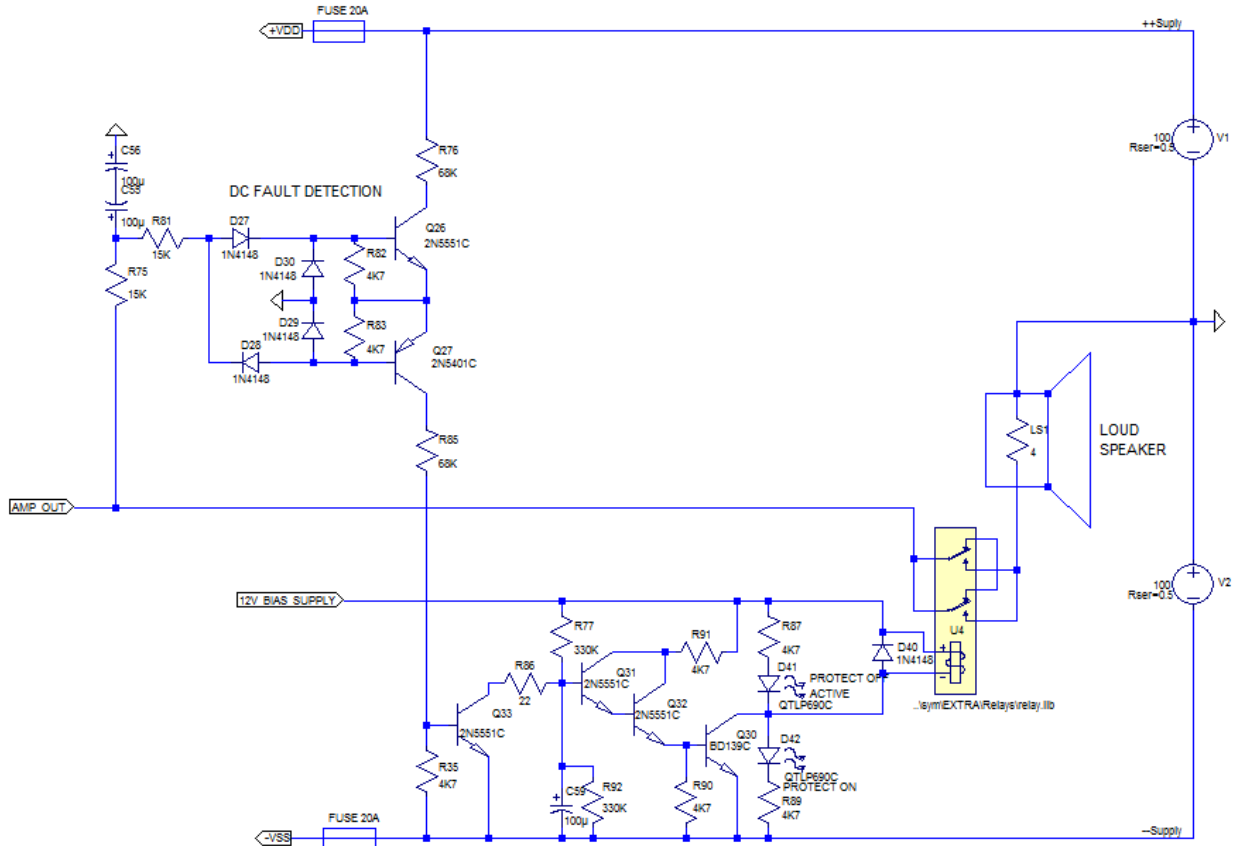 FUSE 20A
+VDD
++Suply
C56
100µ
C55
100µ
R76
68K
100
Rser=0.5
V1
DC FAULT DETECTION
R81
15K
D27
1N4148
Q26
2N5551C
R75
15K
D30
1N4148
R82
4K7
D29
1N4148
R83
4K7
D28
1N4148
Q27
2N5401C
R85
68K
LS1
4
LOUD
SPEAKER
AMP_OUT
100
Rser=0.5
V2
12V BIAS SUPPLY
R77
330K
R91
4K7
R87
4K7
D40
1N4148
U4
+
−
R86
22
Q31
2N5551C
D41
PROTECT OF
ACTIVE
QTLP690C
..\sym\EXTRA\Relays\relay.lib
Q33
2N5551C
Q32
2N5551C
Q30
BD139C
D42
QTLP690C
PROTECT ON
R35
4K7
C59
100µ
R92
330K
R90
4K7
R89
4K7
FUSE 20A
-VSS
--Supply